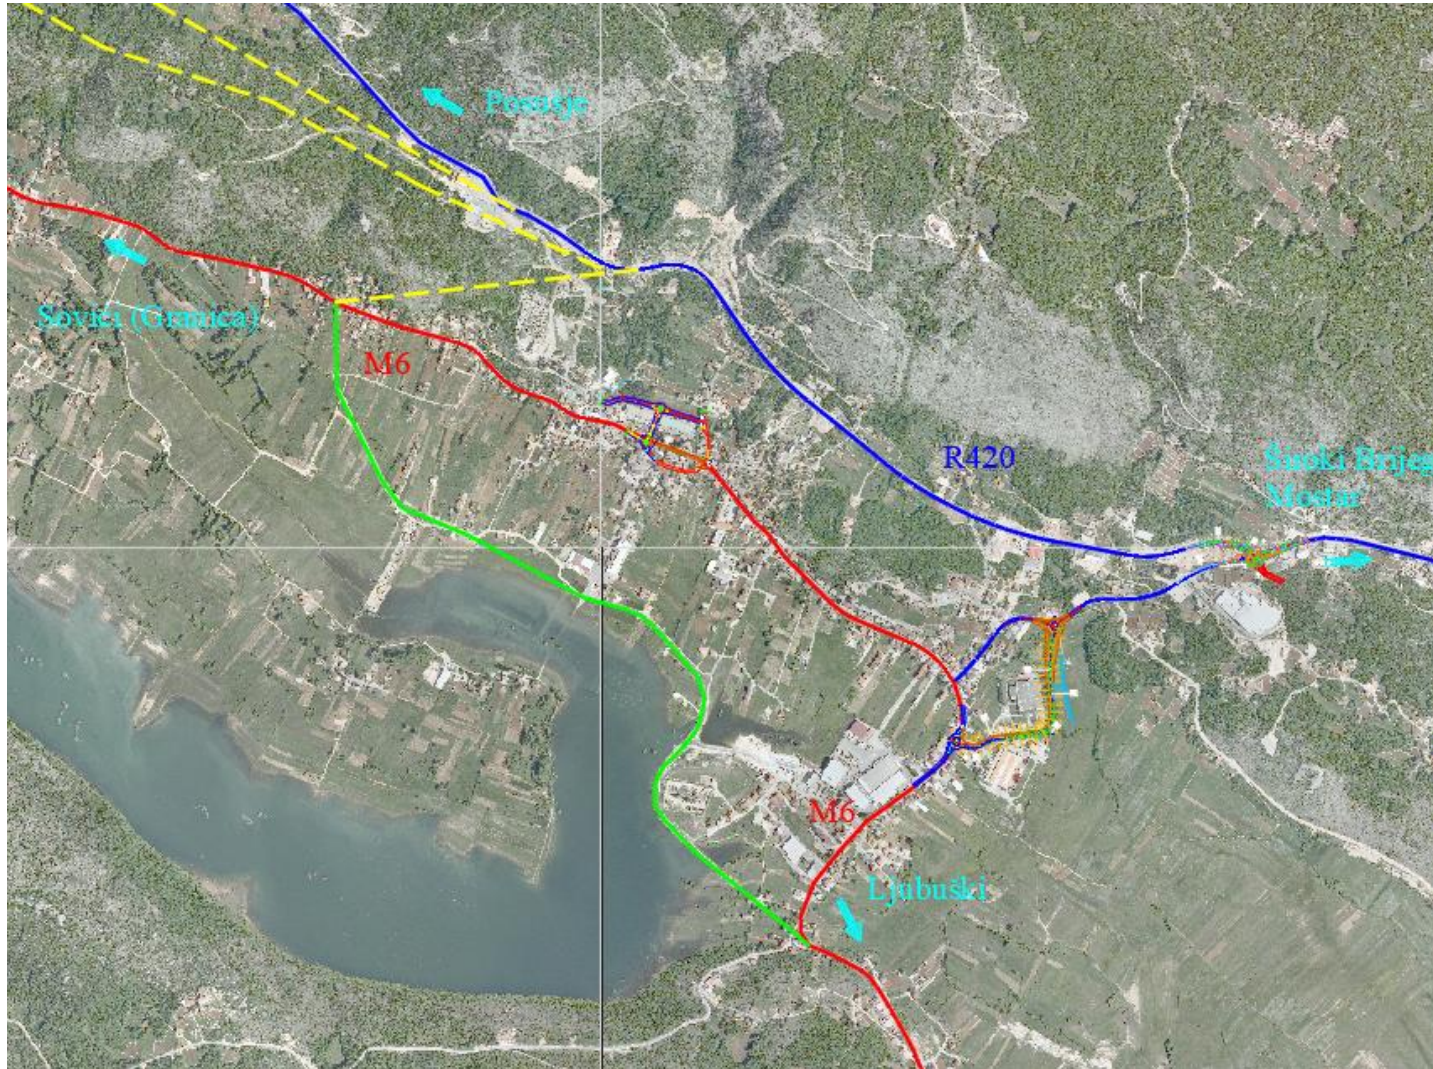 Posušje
Sovići (Granica)
M6
R420
Široki Brijeg
Mostar
M6
Ljubuški